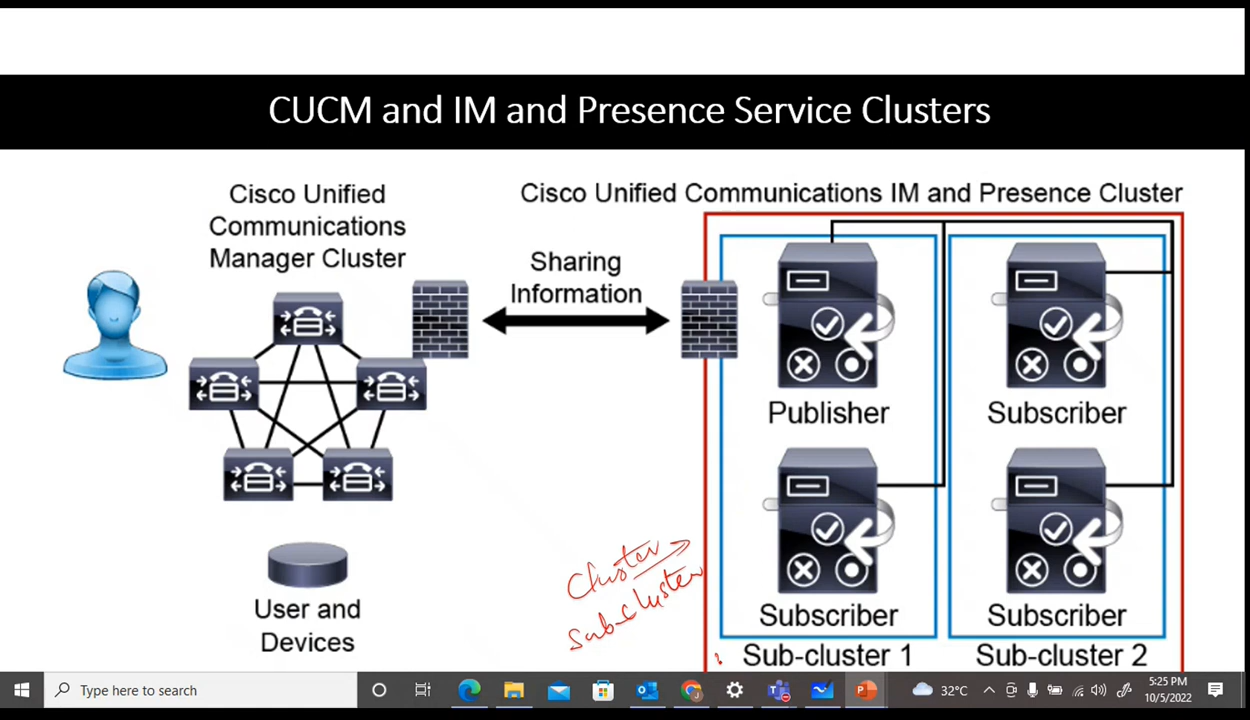 CUCM and IM and Presence Service Clusters
Cisco Unified
Communications
Manager Cluster
Cisco Unified Communications IM and Presence Cluster
Sharing
Information
Publisher
Subscriber
Cluster
Sub-cluster
Subscriber
Subscriber
User and
Devices
Sub-cluster 1
Sub-cluster 2
Type here to search
32°C
5:25 PM
10/5/2022